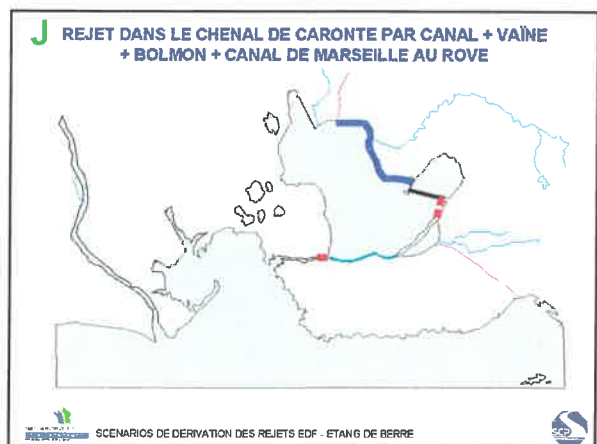 J REJET DANS LE CHENAL DE CARONTE PAR CANAL + VAÏNE
+ BOLMON + CANAL DE MARSEILLE AU ROVE
SCENARIOS DE DERIVATION DES REJETS EDF - ETANG DE BERRE
SCP